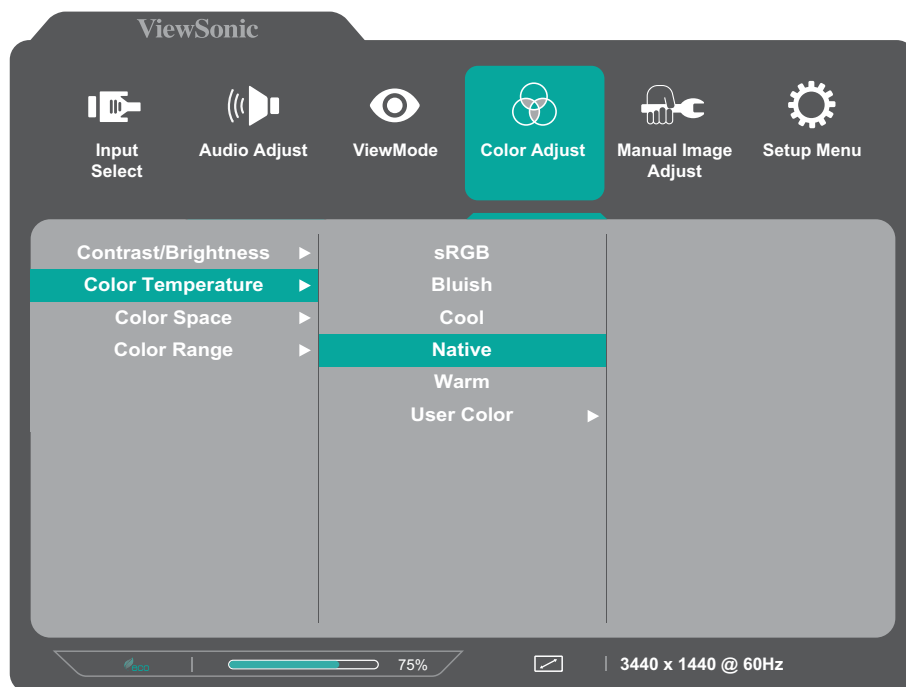 ViewSonic
Input
Select
Audio Adjust
ViewMode
Color Adjust
Manual Image
Adjust
Setup Menu
Contrast/Brightness
Color Temperature
Color Space
Color Range
sRGB
Bluish
Cool
Native
Warm
User Color
eco
75%
3440 x 1440 @ 60Hz